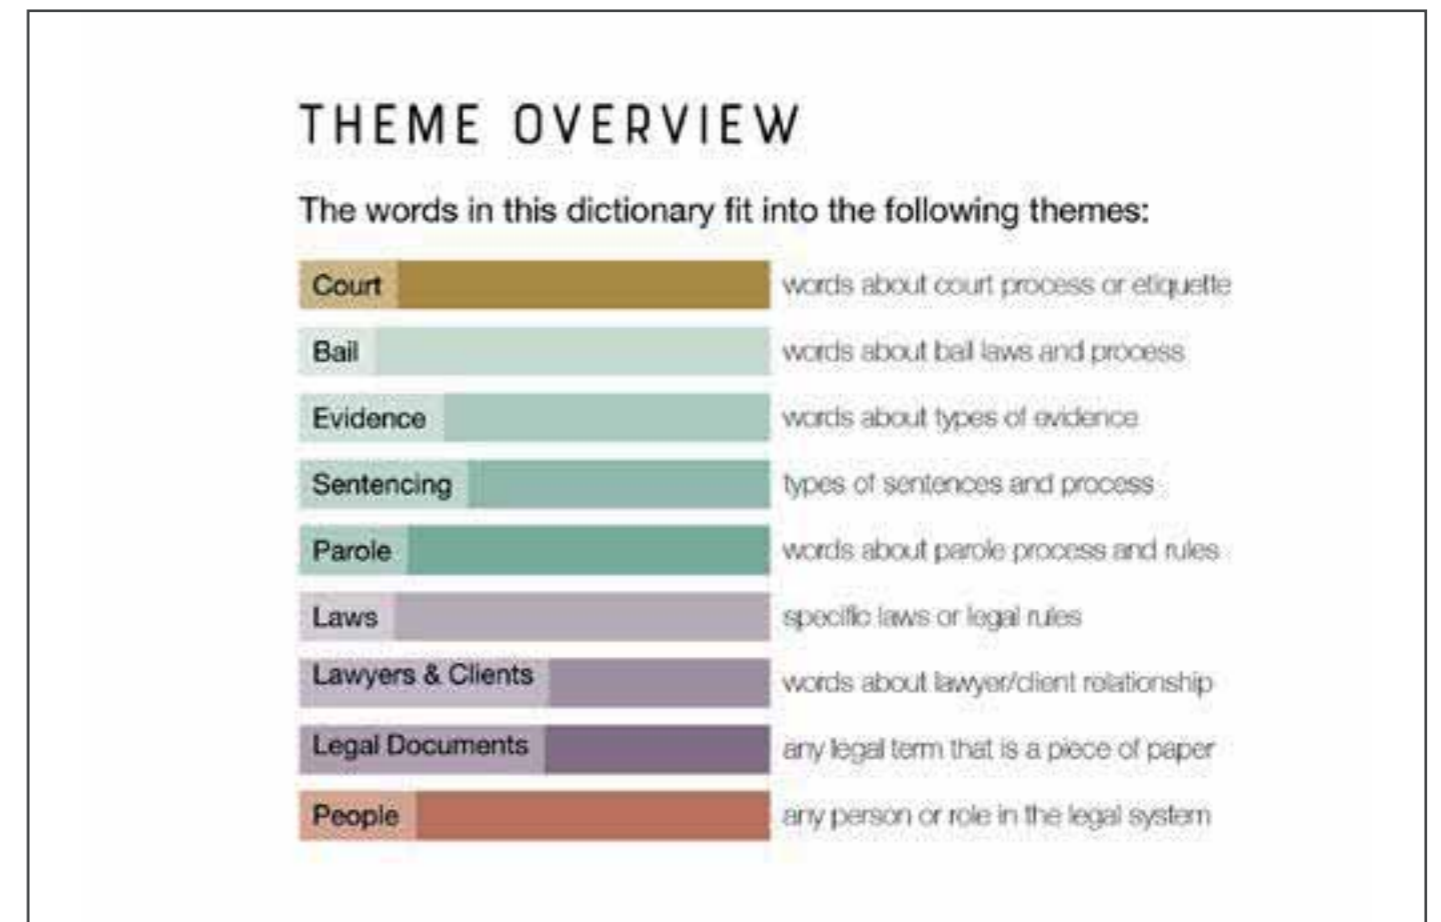 THEME OVERVIEW
The words in this dictionary fit into the following themes:
Court words about court process or etiquette
Bail words about bail laws and process
Evidence words about types of evidence
Sentencing types of sentences and process
Parole words about parole process and rules
Laws specific laws or legal rules
Lawyers & Clients words about lawyer/client relationship
Legal Documents any legal term that is a piece of paper
People any person or role in the legal system